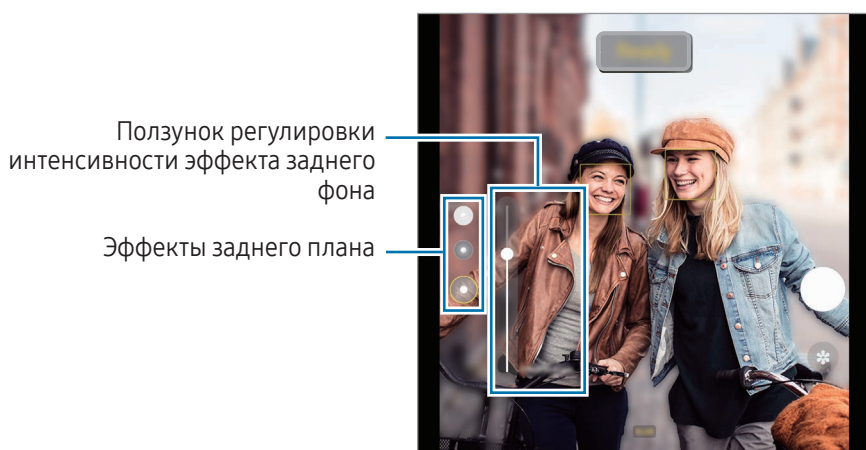 Ползунок регулировки
интенсивности эффекта заднего
фона
Эффекты заднего плана